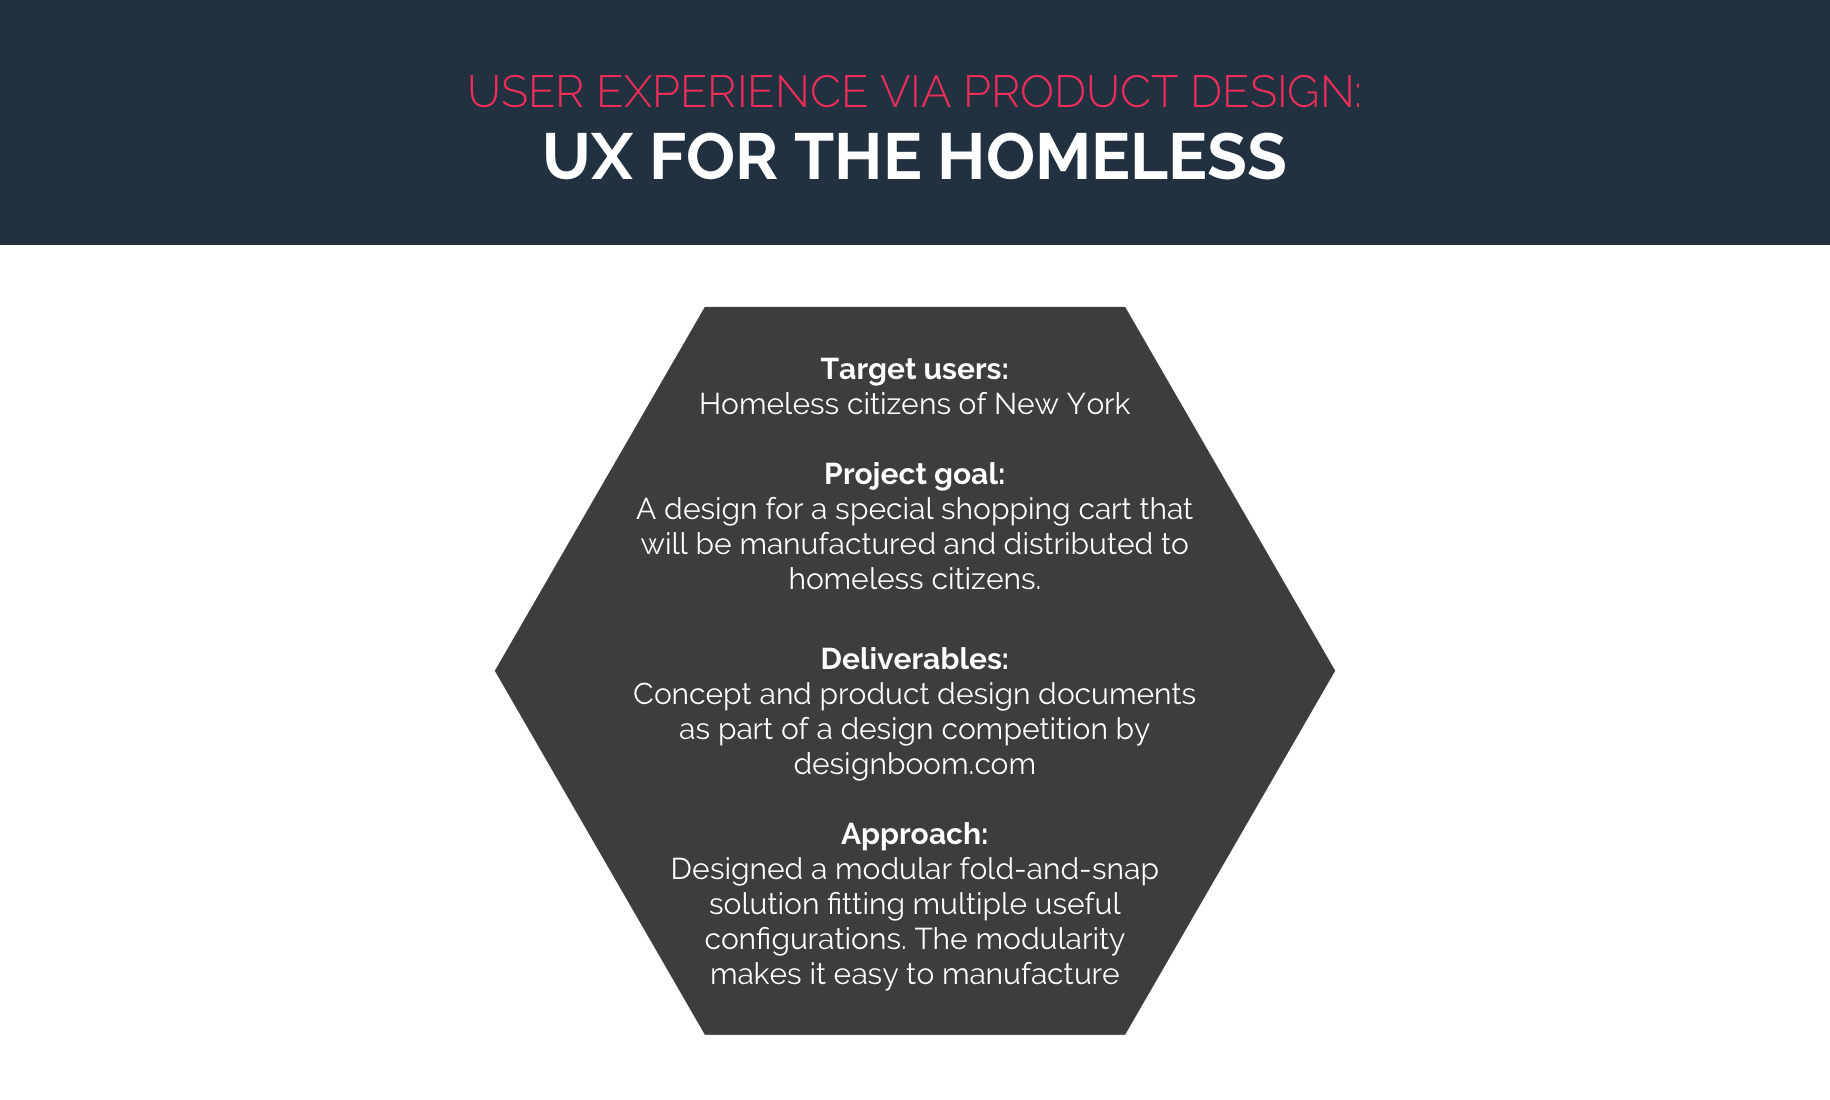 USER EXPERIENCE VIA PRODUCT DESIGN:
UX FOR THE HOMELESS
Target users:
Homeless citizens of New York
Project goal:
A design for a special shopping cart that
will be manufactured and distributed to
homeless citizens.
Deliverables:
Concept and product design documents
as part of a design competition by
designboom.com
Approach:
Designed a modular fold-and-snap
solution fitting multiple useful
configurations. The modularity
makes it easy to manufacture